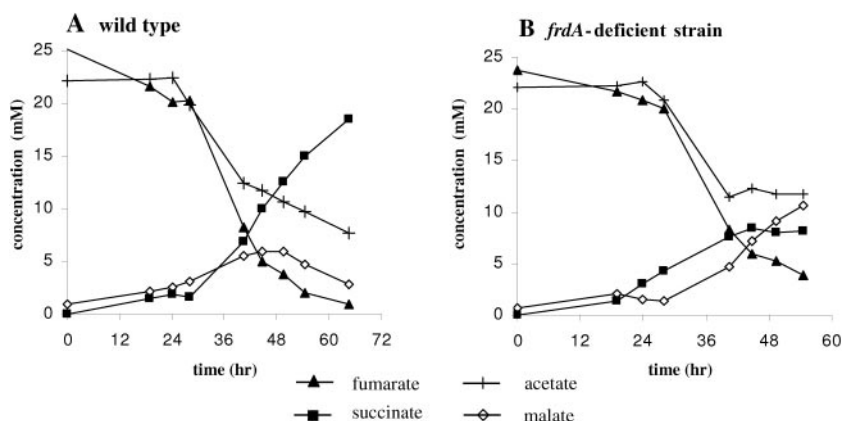 A wild type
B frdA-deficient strain
concentration (mM)
25
20
15
10
5
0
0 12 24 36 48 60 72
time (hr)
concentration (mM)
25
20
15
10
5
0
0 12 24 36 48 60
time (hr)
fumarate
acetate
succinate
malate